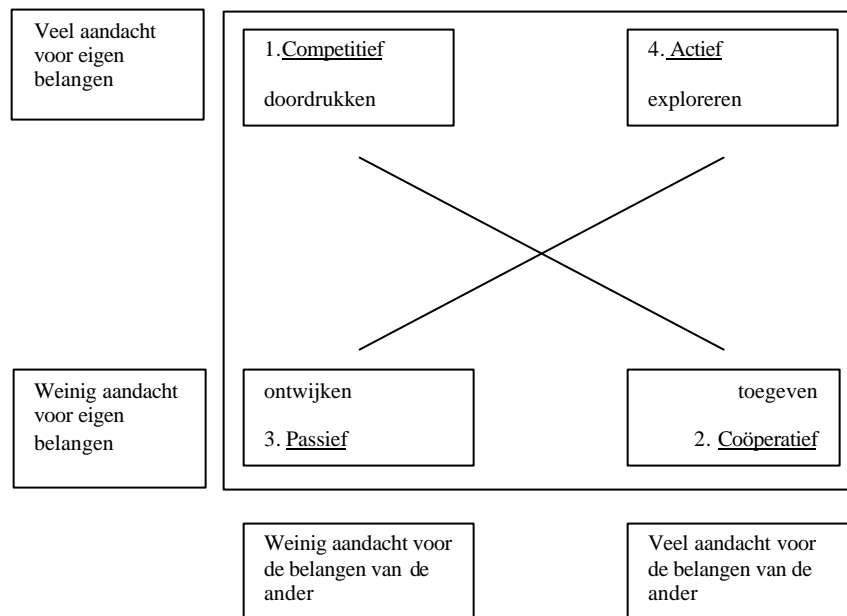 Veel aandacht
voor eigen
belangen
1.Competitief
doordrukken
4. Actief
exploreren
Weinig aandacht
voor eigen
belangen
ontwijken
3. Passief
toegeven
2. Coöperatief
Weinig aandacht voor
de belangen van de
ander
Veel aandacht voor
de belangen van de
ander